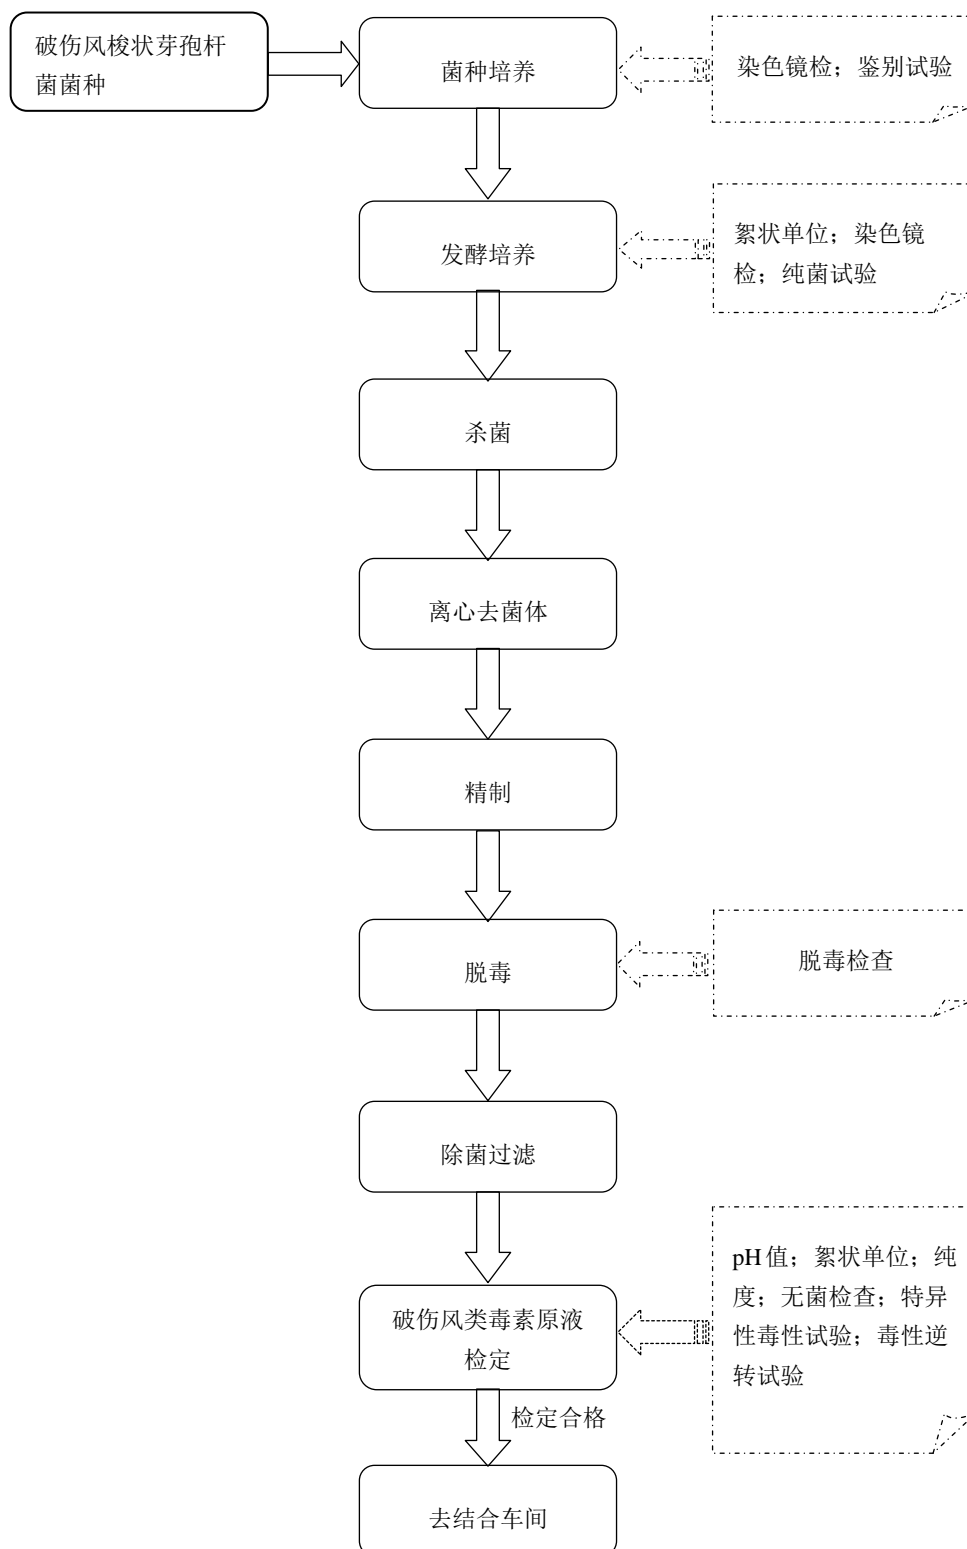 破伤风梭状芽孢杆
菌菌种
菌种培养
染色镜检；鉴别试验
发酵培养
絮状单位；染色镜
检；纯菌试验
杀菌
离心去菌体
精制
脱毒
脱毒检查
除菌过滤
破伤风类毒素原液
检定
pH值；絮状单位；纯
度；无菌检查；特异
性毒性试验；毒性逆
转试验
检定合格
去结合车间